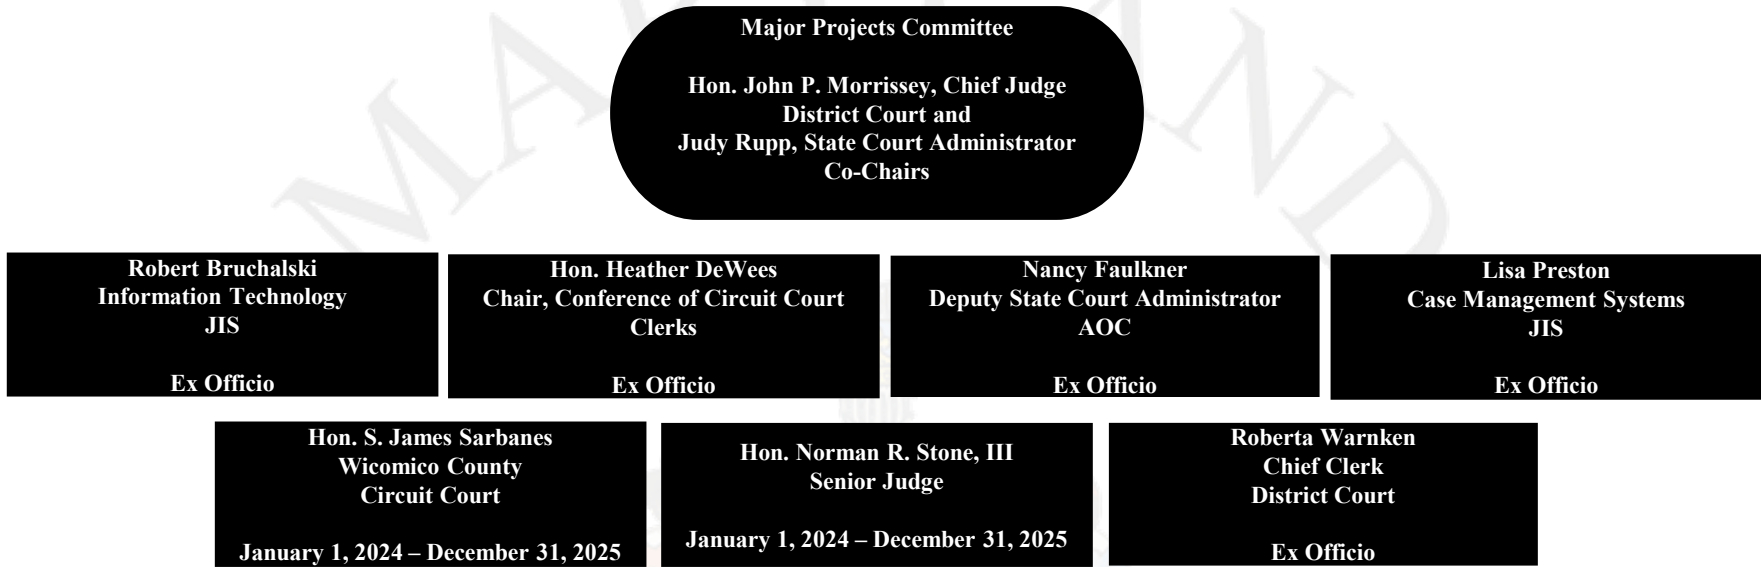 MARYLAND
Major Projects Committee
Hon. John P. Morrissey, Chief Judge
District Court and
Judy Rupp, State Court Administrator
Co-Chairs
Robert Bruchalski
Information Technology
JIS
Ex Officio
Hon. Heather DeWees
Chair, Conference of Circuit Court
Clerks
Ex Officio
Nancy Faulkner
Deputy State Court Administrator
AOC
Ex Officio
Lisa Preston
Case Management Systems
JIS
Ex Officio
Hon. S. James Sarbanes
Wicomico County
Circuit Court
January 1, 2024 – December 31, 2025
Hon. Norman R. Stone, III
Senior Judge
January 1, 2024 – December 31, 2025
Roberta Warnken
Chief Clerk
District Court
Ex Officio